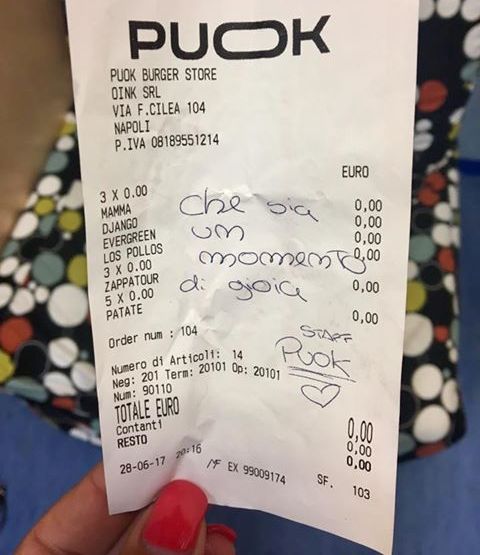 PUOK
PUOK BURGER STORE
OINK SRL
VIA F.CILEA 104
NAPOLI
P.IVA 08189551214
EURO
3 X 0.00
MAMMA 0,00
DJANGO 0,00
EVERGREEN 0,00
LOS POLLOS 0,00
3 X 0.00
ZAPPATOUR 0,00
5 X 0.00
PATATE 0,00
che sia
un
momento
di gioia
STAFF
PUOK
Order num : 104
Numero di Articoli: 14
Neg: 201 Term: 20101 Op: 20101
Num: 90110
TOTALE EURO 0,00
Contanti 0,00
RESTO 0,00
28-06-17 20:16 MF EX 99009174 SF. 103